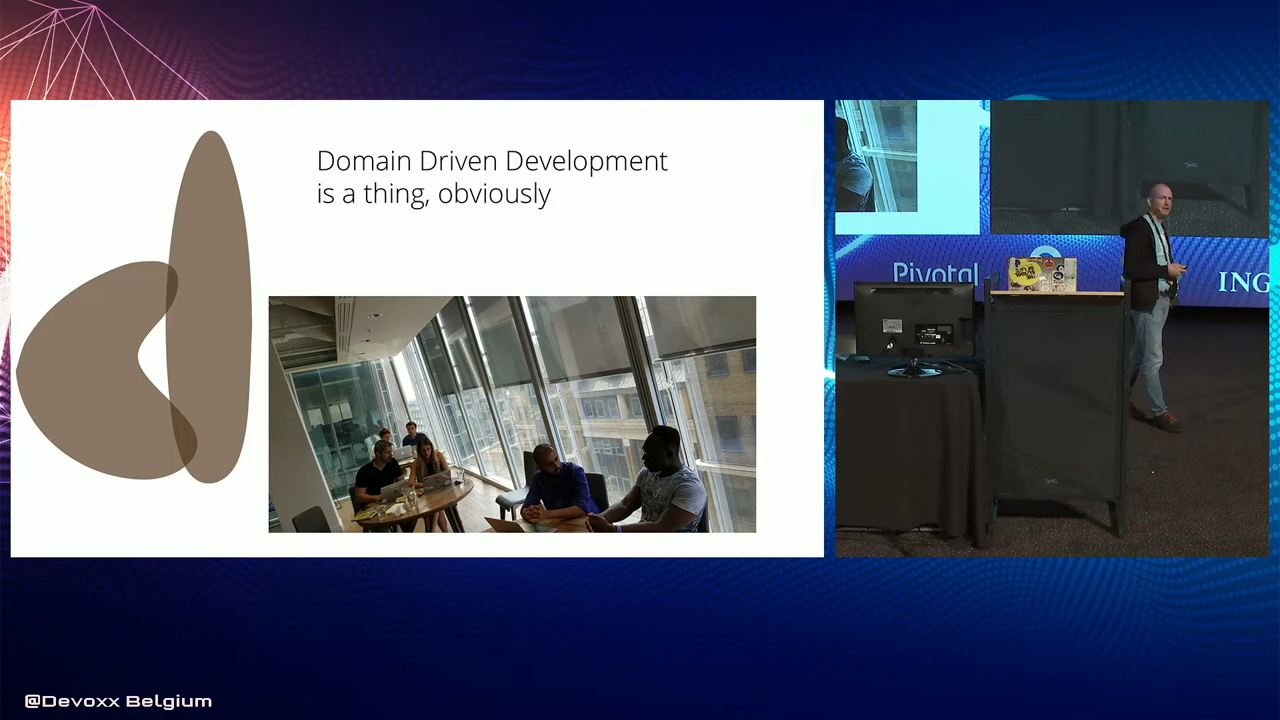 Domain Driven Development
is a thing, obviously
Pivotal
ING
@Devoxx Belgium